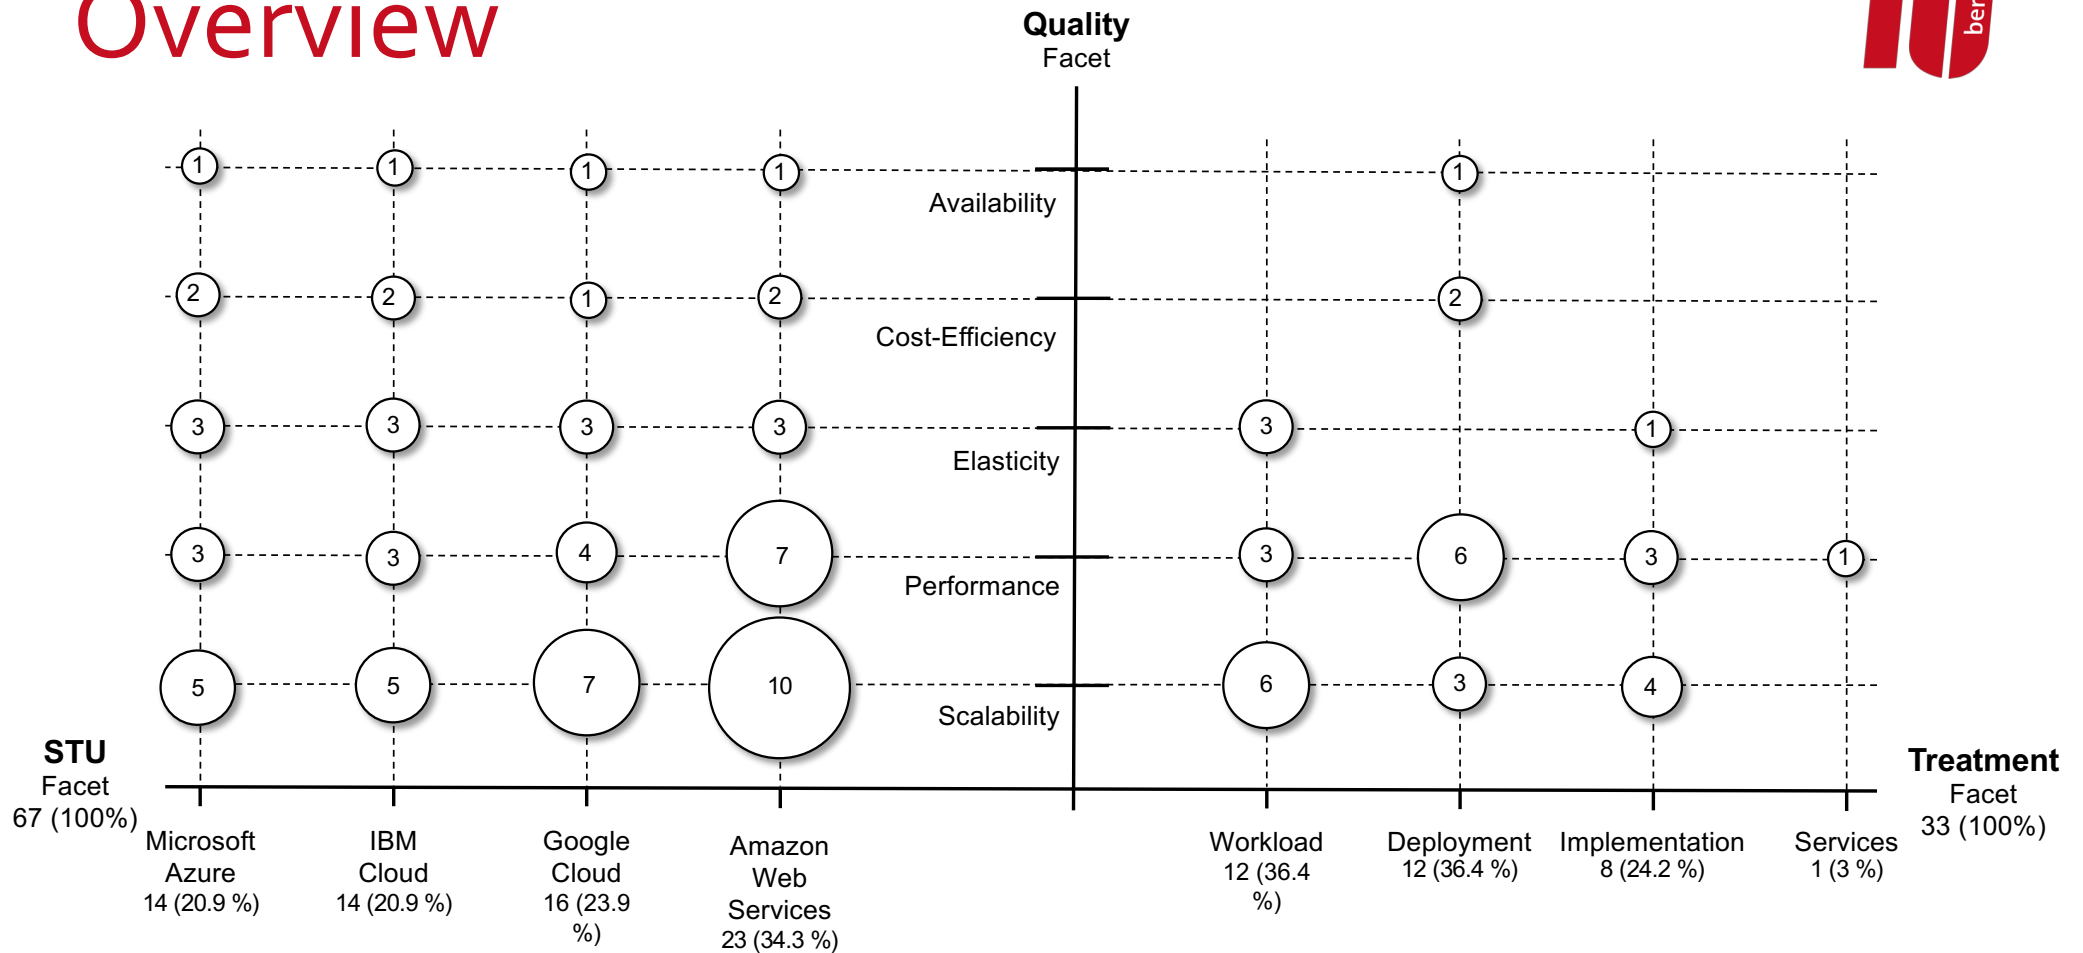 Overview
ber
Quality
Facet
1 1 1 1 1
Availability
2 2 1 2 2
Cost-Efficiency
3 3 3 3 3 1
Elasticity
3 3 4 7 3 6 3 1
Performance
5 5 7 10 6 3 4
Scalability
STU
Facet
67 (100%)
Treatment
Facet
33 (100%)
Microsoft
Azure
14 (20.9 %)
IBM
Cloud
14 (20.9 %)
Google
Cloud
16 (23.9
%)
Amazon
Web
Services
23 (34.3 %)
Workload
12 (36.4
%)
Deployment
12 (36.4 %)
Implementation
8 (24.2 %)
Services
1 (3 %)